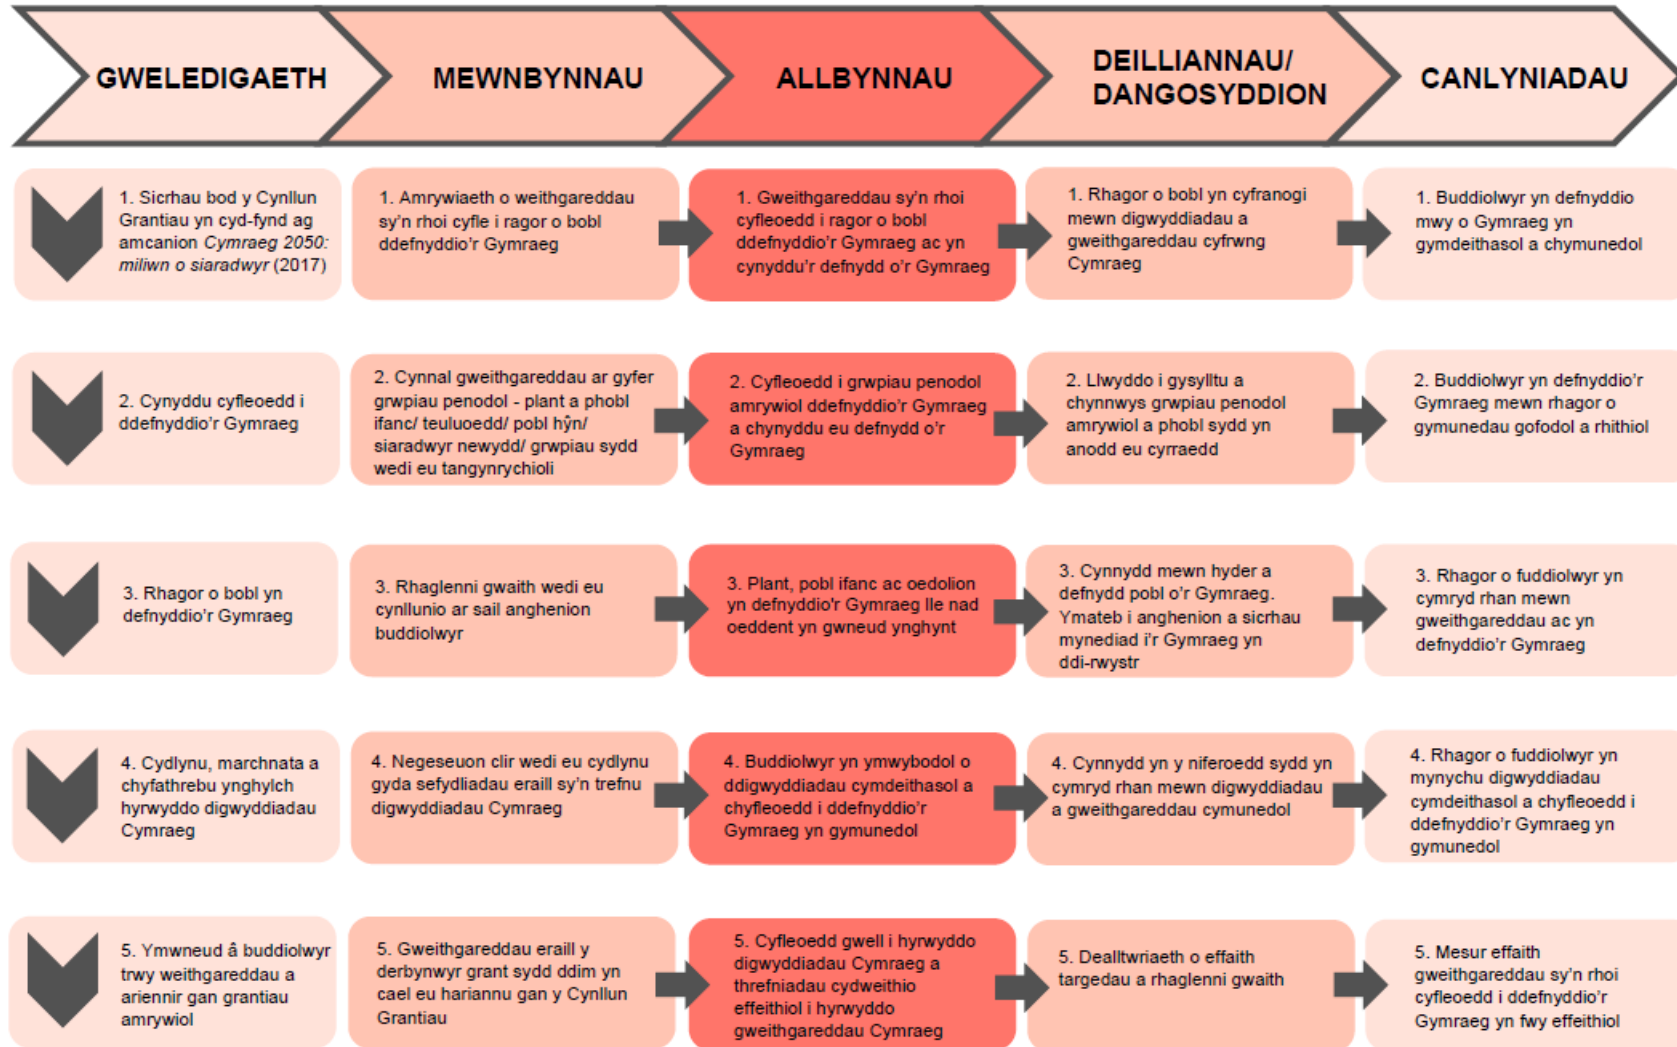 GWELEDIGAETH
MEWNBYNNAU
ALLBYNNAU
DEILLIANNAU/
DANGOSYDDION
CANLYNIADAU
1. Sicrhau bod y Cynllun
Grantiau yn cyd-fynd ag
amcanion Cymraeg 2050:
miliwn o siaradwyr (2017)
1. Amrywiaeth o weithgareddau
sy'n rhoi cyfle i ragor o bobl
ddefnyddio'r Gymraeg
1. Gweithgareddau sy'n rhoi
cyfleoedd i ragor o bobl
ddefnyddio'r Gymraeg ac yn
cynyddu'r defnydd o'r Gymraeg
1. Rhagor o bobl yn cyfranogi
mewn digwyddiadau a
gweithgareddau cyfrwng
Cymraeg
1. Buddiolwyr yn defnyddio
mwy o Gymraeg yn
gymdeithasol a chymunedol
2. Cynyddu cyfleoedd i
ddefnyddio'r Gymraeg
2. Cynnal gweithgareddau ar gyfer
grwpiau penodol - plant a phobl
ifanc/ teuluoedd/ pobl hŷn/
siaradwyr newydd/ grwpiau sydd
wedi eu tangynrychioli
2. Cyfleoedd i grwpiau penodol
amrywiol ddefnyddio'r Gymraeg
a chynyddu eu defnydd o'r
Gymraeg
2. Llwyddo i gysylltu a
chynnwys grwpiau penodol
amrywiol a phobl sydd yn
anodd eu cyrraedd
2. Buddiolwyr yn defnyddio'r
Gymraeg mewn rhagor o
gymunedau gofodol a rhithiol
3. Rhagor o bobl yn
defnyddio'r Gymraeg
3. Rhaglenni gwaith wedi eu
cynllunio ar sail anghenion
buddiolwyr
3. Plant, pobl ifanc ac oedolion
yn defnyddio'r Gymraeg lle nad
oeddent yn gwneud ynghynt
3. Cynnydd mewn hyder a
defnydd pobl o'r Gymraeg.
Ymateb i anghenion a sicrhau
mynediad i'r Gymraeg yn
ddi-rwystr
3. Rhagor o fuddiolwyr yn
cymryd rhan mewn
gweithgareddau ac yn
defnyddio'r Gymraeg
4. Cydlynu, marchnata a
chyfathrebu ynghylch
hyrwyddo digwyddiadau
Cymraeg
4. Negeseuon clir wedi eu cydlynu
gyda sefydliadau eraill sy'n trefnu
digwyddiadau Cymraeg
4. Buddiolwyr yn ymwybodol o
ddigwyddiadau cymdeithasol a
chyfleoedd i ddefnyddio'r
Gymraeg yn gymunedol
4. Cynnydd yn y niferoedd sydd yn
cymryd rhan mewn digwyddiadau
a gweithgareddau cymunedol
4. Rhagor o fuddiolwyr yn
mynychu digwyddiadau
cymdeithasol a chyfleoedd i
ddefnyddio'r Gymraeg yn
gymunedol
5. Ymwneud â buddiolwyr
trwy weithgareddau a
ariennir gan grantiau
amrywiol
5. Gweithgareddau eraill y
derbynwyr grant sydd ddim yn
cael eu hariannu gan y Cynllun
Grantiau
5. Cyfleoedd gwell i hyrwyddo
digwyddiadau Cymraeg a
threfniadau cydweithio
effeithiol i hyrwyddo
gweithgareddau Cymraeg
5. Dealltwriaeth o effaith
targedau a rhaglenni gwaith
5. Mesur effaith
gweithgareddau sy'n rhoi
cyfleoedd i ddefnyddio'r
Gymraeg yn fwy effeithiol